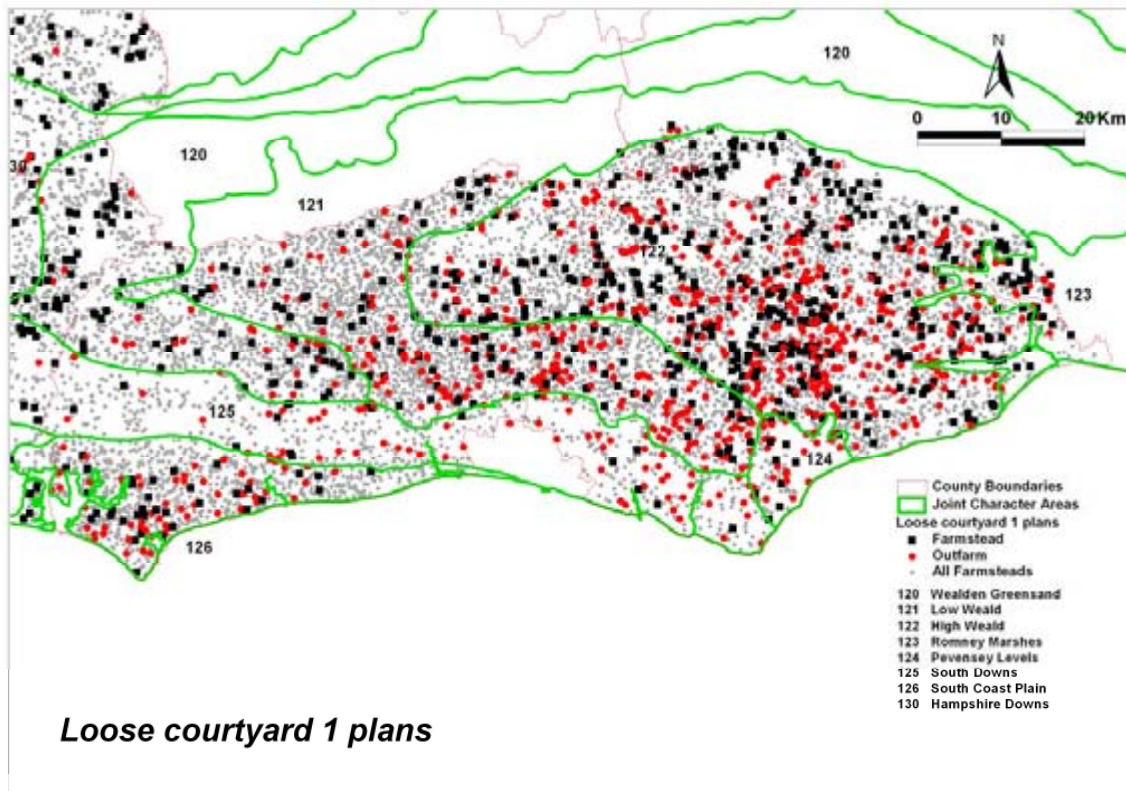 120
N
0 10 20 Km
120
30
121
122
123
125
124
126
County Boundaries
Joint Character Areas
Loose courtyard 1 plans
Farmstead
Outfarm
All Farmsteads
120 Wealden Greensand
121 Low Weald
122 High Weald
123 Romney Marshes
124 Pevensey Levels
125 South Downs
126 South Coast Plain
130 Hampshire Downs
Loose courtyard 1 plans